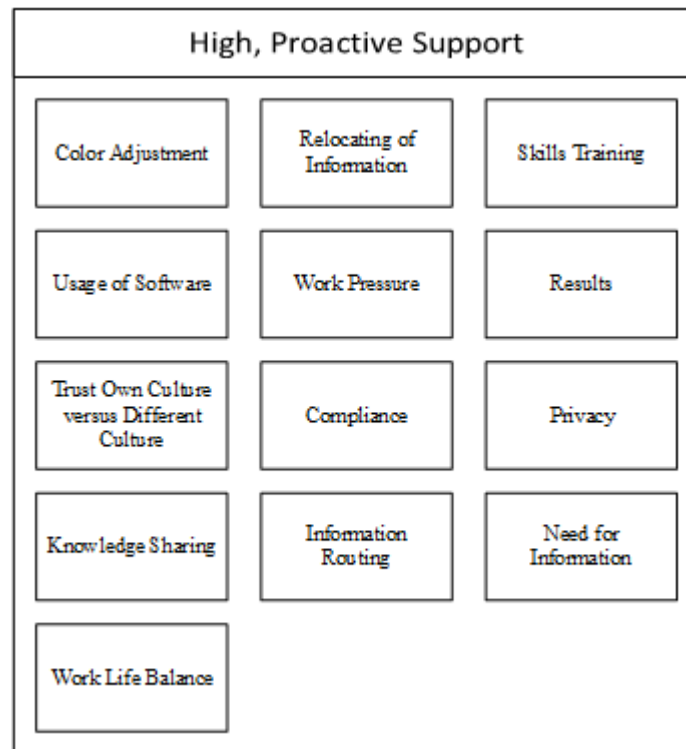 High, Proactive Support
Color Adjustment
Relocating of
Information
Skills Training
Usage of Software
Work Pressure
Results
Trust Own Culture
versus Different
Culture
Compliance
Privacy
Knowledge Sharing
Information
Routing
Need for
Information
Work Life Balance